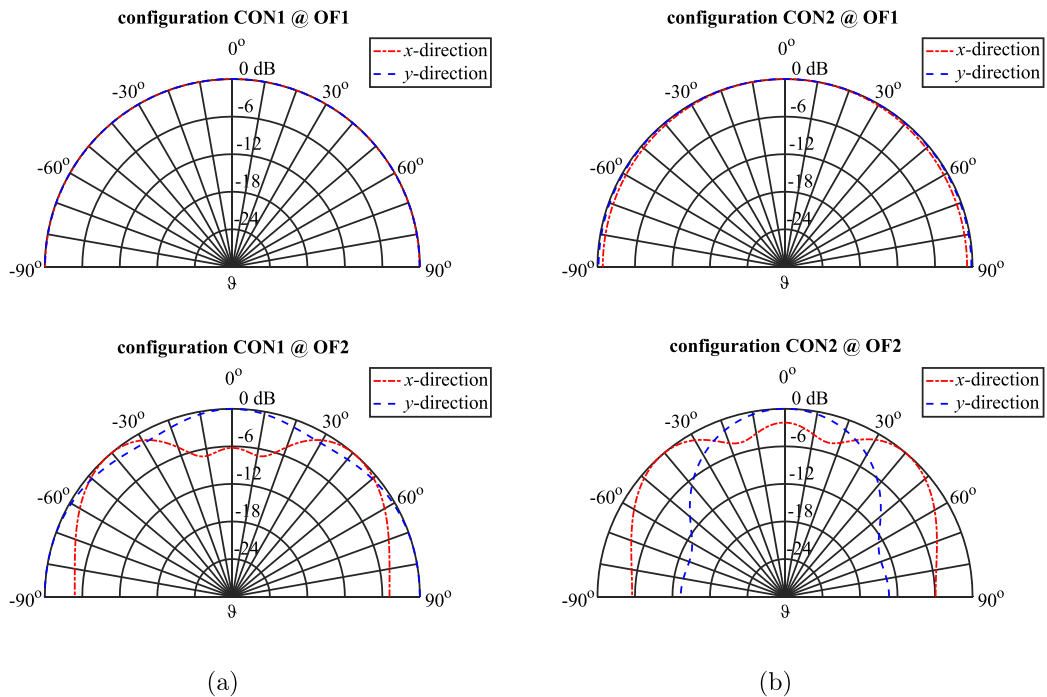 configuration CON1 @ OF1
0°
0 dB
-6
-12
-18
-24
-30°
30°
-60°
60°
-90°
90°
ϑ
x-direction
y-direction
configuration CON2 @ OF1
0°
0 dB
-6
-12
-18
-24
-30°
30°
-60°
60°
-90°
90°
ϑ
x-direction
y-direction
configuration CON1 @ OF2
0°
0 dB
-6
-12
-18
-24
-30°
30°
-60°
60°
-90°
90°
ϑ
x-direction
y-direction
configuration CON2 @ OF2
0°
0 dB
-6
-12
-18
-24
-30°
30°
-60°
60°
-90°
90°
ϑ
x-direction
y-direction
(a)
(b)